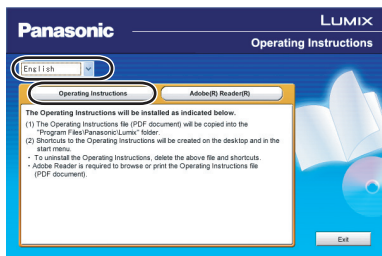 Panasonic
LUMIX
Operating Instructions
English
Operating Instructions
Adobe(R) Reader(R)
The Operating Instructions will be installed as indicated below.
(1) The Operating Instructions file (PDF document) will be copied into the
"Program Files\Panasonic\Lumix" folder.
(2) Shortcuts to the Operating Instructions will be created on the desktop and in the
start menu.
・ To uninstall the Operating Instructions, delete the above file and shortcuts.
・ Adobe Reader is required to browse or print the Operating Instructions file
(PDF document).
Exit